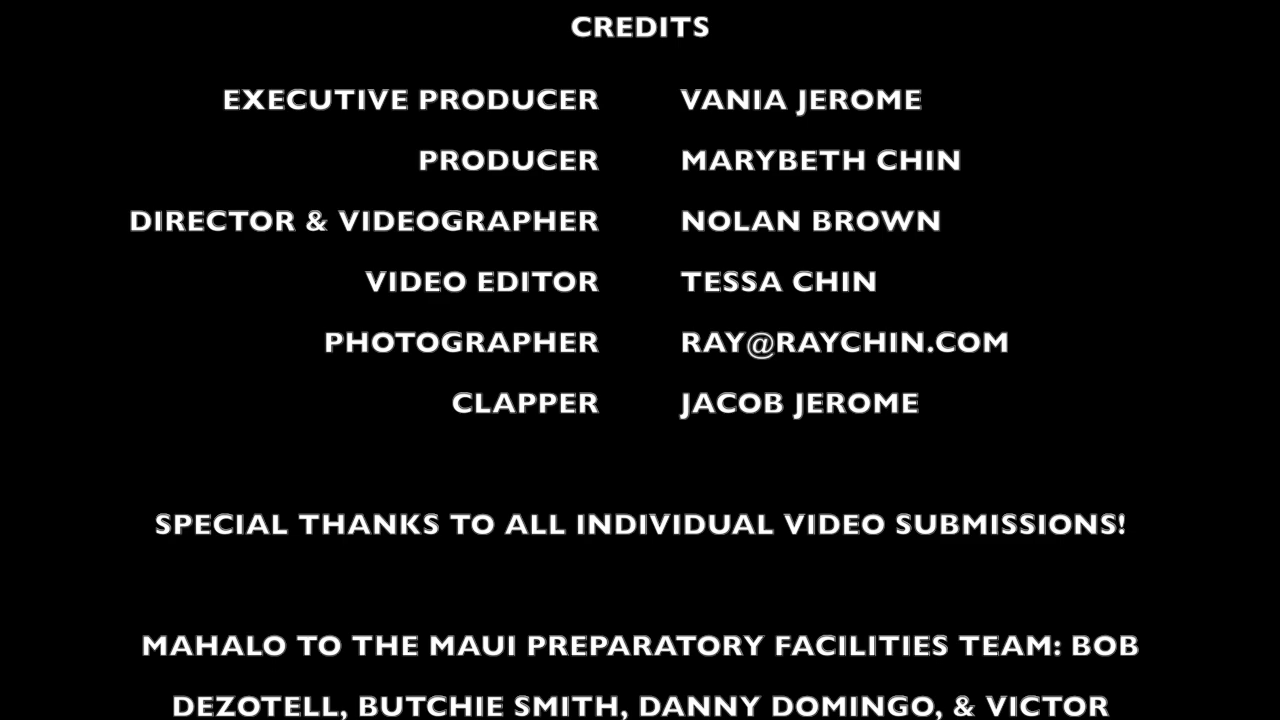 CREDITS
EXECUTIVE PRODUCER VANIA JEROME
PRODUCER MARYBETH CHIN
DIRECTOR & VIDEOGRAPHER NOLAN BROWN
VIDEO EDITOR TESSA CHIN
PHOTOGRAPHER RAY@RAYCHIN.COM
CLAPPER JACOB JEROME
SPECIAL THANKS TO ALL INDIVIDUAL VIDEO SUBMISSIONS!
MAHALO TO THE MAUI PREPARATORY FACILITIES TEAM: BOB
DEZOTELL, BUTCHIE SMITH, DANNY DOMINGO, & VICTOR